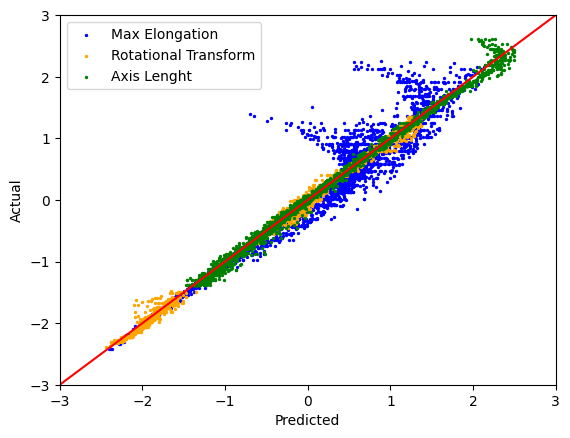 Max Elongation
Rotational Transform
Axis Lenght
3
2
1
0
−1
−2
−3
Actual
−3 −2 −1 0 1 2 3
Predicted